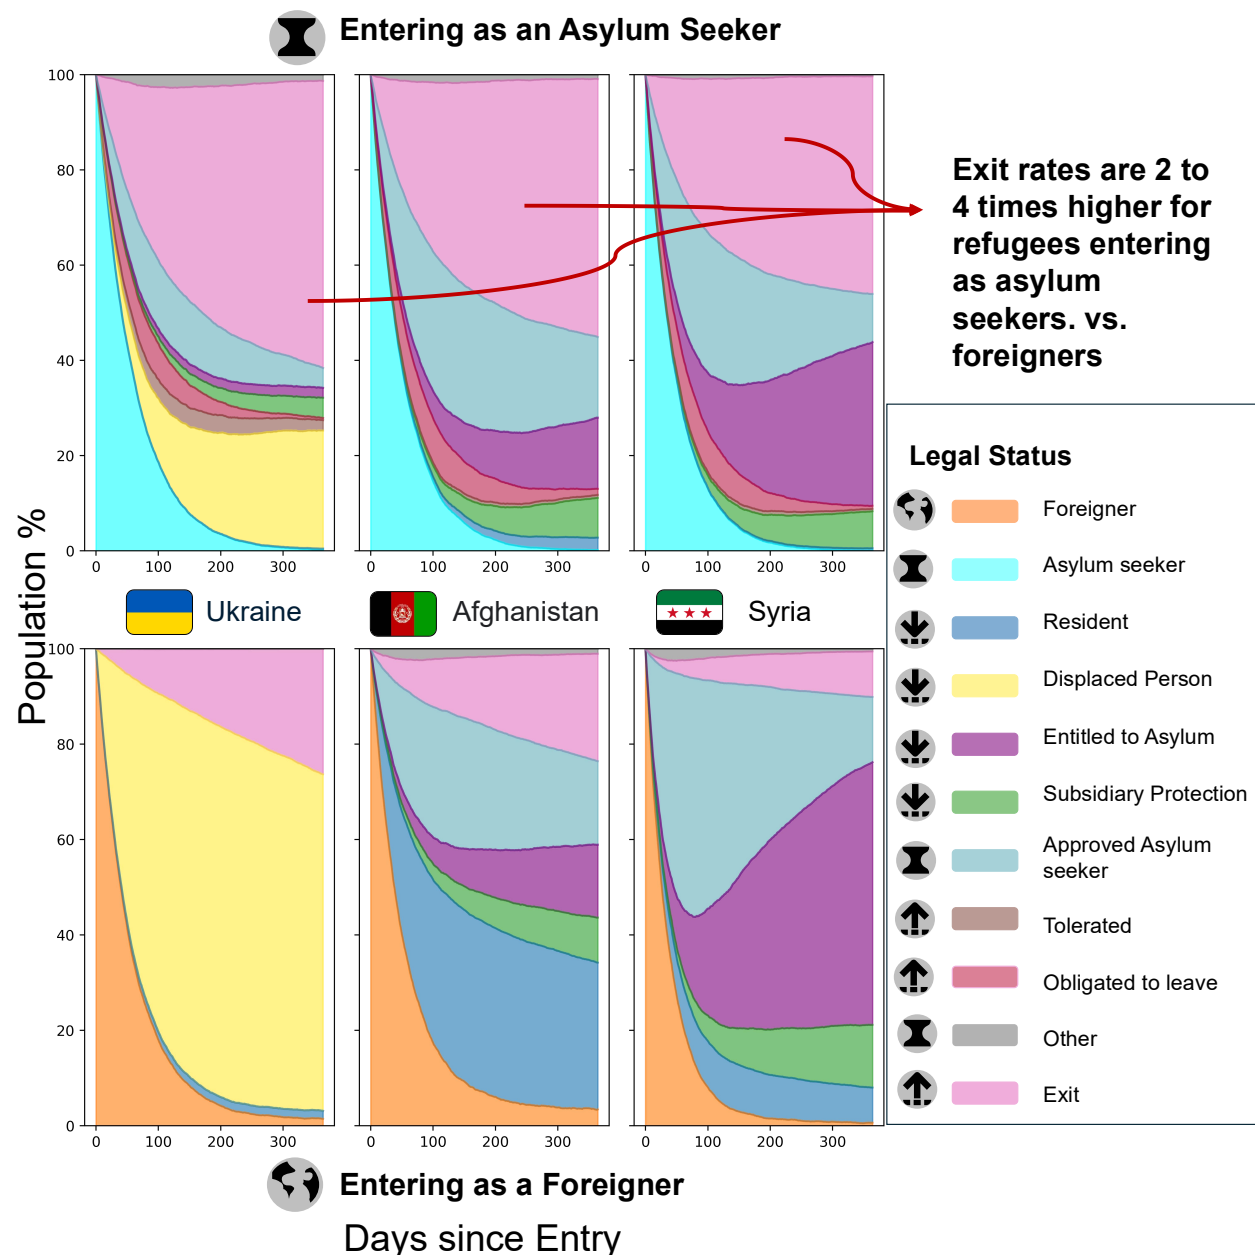 Entering as an Asylum Seeker
100
80
60
40
20
0
0 100 200 300
0 100 200 300
0 100 200 300
Exit rates are 2 to
4 times higher for
refugees entering
as asylum
seekers. vs.
foreigners
Population %
Ukraine
Afghanistan
Syria
100
80
60
40
20
0
0 100 200 300
0 100 200 300
0 100 200 300
Legal Status
Foreigner
Asylum seeker
Resident
Displaced Person
Entitled to Asylum
Subsidiary Protection
Approved Asylum
seeker
Tolerated
Obligated to leave
Other
Exit
Entering as a Foreigner
Days since Entry